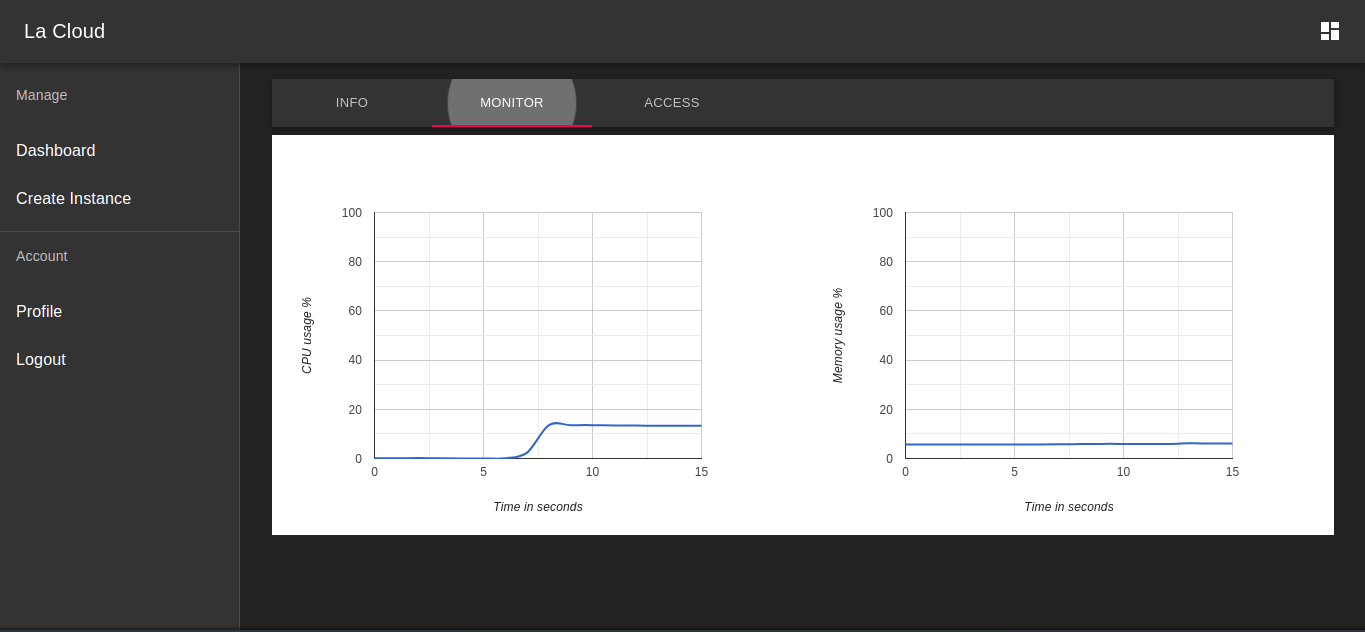 La Cloud
Manage
Dashboard
Create Instance
Account
Profile
Logout
INFO MONITOR ACCESS
CPU usage %
100
80
60
40
20
0
0 5 10 15
Time in seconds
Memory usage %
100
80
60
40
20
0
0 5 10 15
Time in seconds